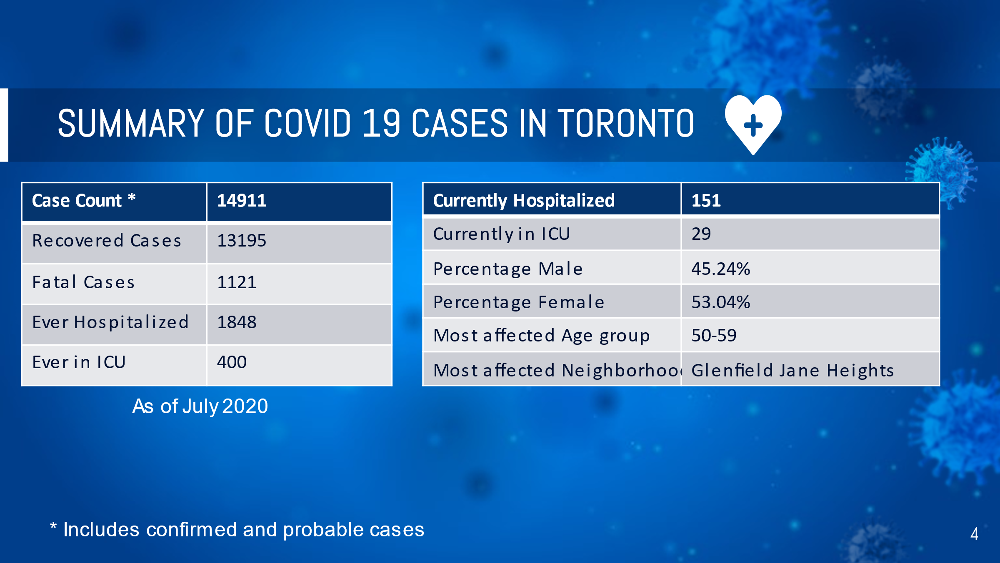 SUMMARY OF COVID 19 CASES IN TORONTO
Case Count * 14911
Recovered Cases 13195
Fatal Cases 1121
Ever Hospitalized 1848
Ever in ICU 400
As of July 2020
Currently Hospitalized 151
Currently in ICU 29
Percentage Male 45.24%
Percentage Female 53.04%
Most affected Age group 50-59
Most affected Neighborhood Glenfield Jane Heights
* Includes confirmed and probable cases
4